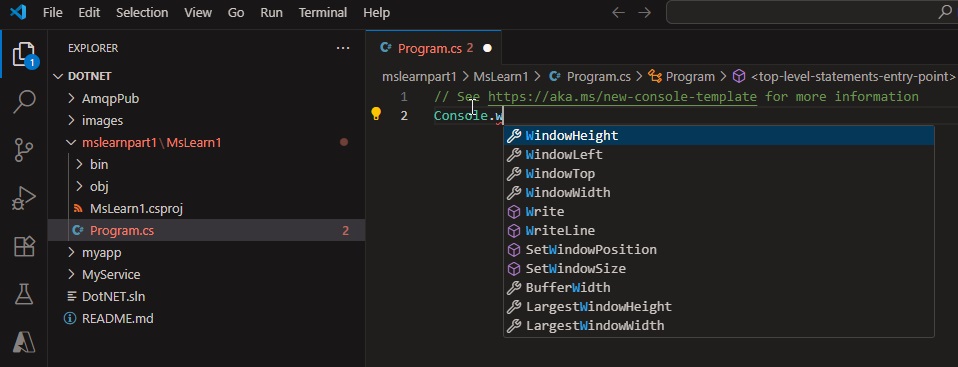 File Edit Selection View Go Run Terminal Help
EXPLORER
DOTNET
AmqpPub
images
mslearnpart1 \ MsLearn1
bin
obj
MsLearn1.csproj
Program.cs 2
myapp
MyService
DotNET.sln
README.md
1
Program.cs 2
mslearnpart1 > MsLearn1 > Program.cs > Program > <top-level-statements-entry-point>
1 // See https://aka.ms/new-console-template for more information
2 Console.w
WindowHeight
WindowLeft
WindowTop
WindowWidth
Write
WriteLine
SetWindowPosition
SetWindowSize
BufferWidth
LargestWindowHeight
LargestWindowWidth